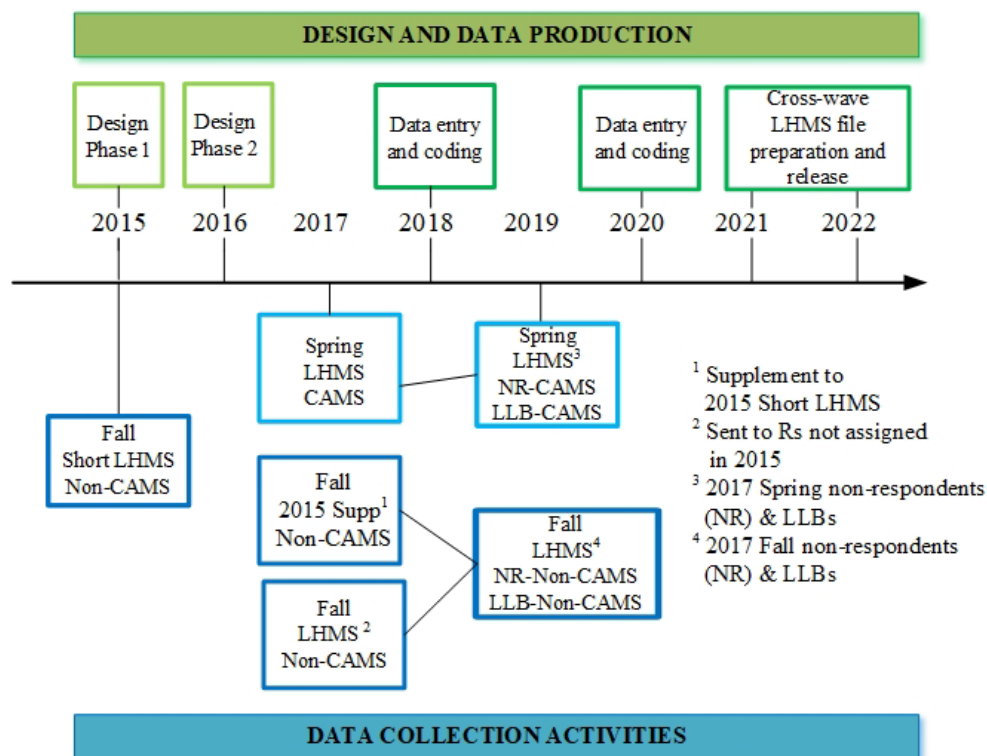 DESIGN AND DATA PRODUCTION
Design
Phase 1
Design
Phase 2
Data entry
and coding
Data entry
and coding
Cross-wave
LHMS file
preparation and
release
2015
2016
2017
2018
2019
2020
2021
2022
Fall
Short LHMS
Non-CAMS
Spring
LHMS
CAMS
Fall
2015 Supp¹
Non-CAMS
Fall
LHMS ²
Non-CAMS
Spring
LHMS³
NR-CAMS
LLB-CAMS
Fall
LHMS⁴
NR-Non-CAMS
LLB-Non-CAMS
¹ Supplement to
2015 Short LHMS
² Sent to Rs not assigned
in 2015
³ 2017 Spring non-respondents
(NR) & LLBs
⁴ 2017 Fall non-respondents
(NR) & LLBs
DATA COLLECTION ACTIVITIES